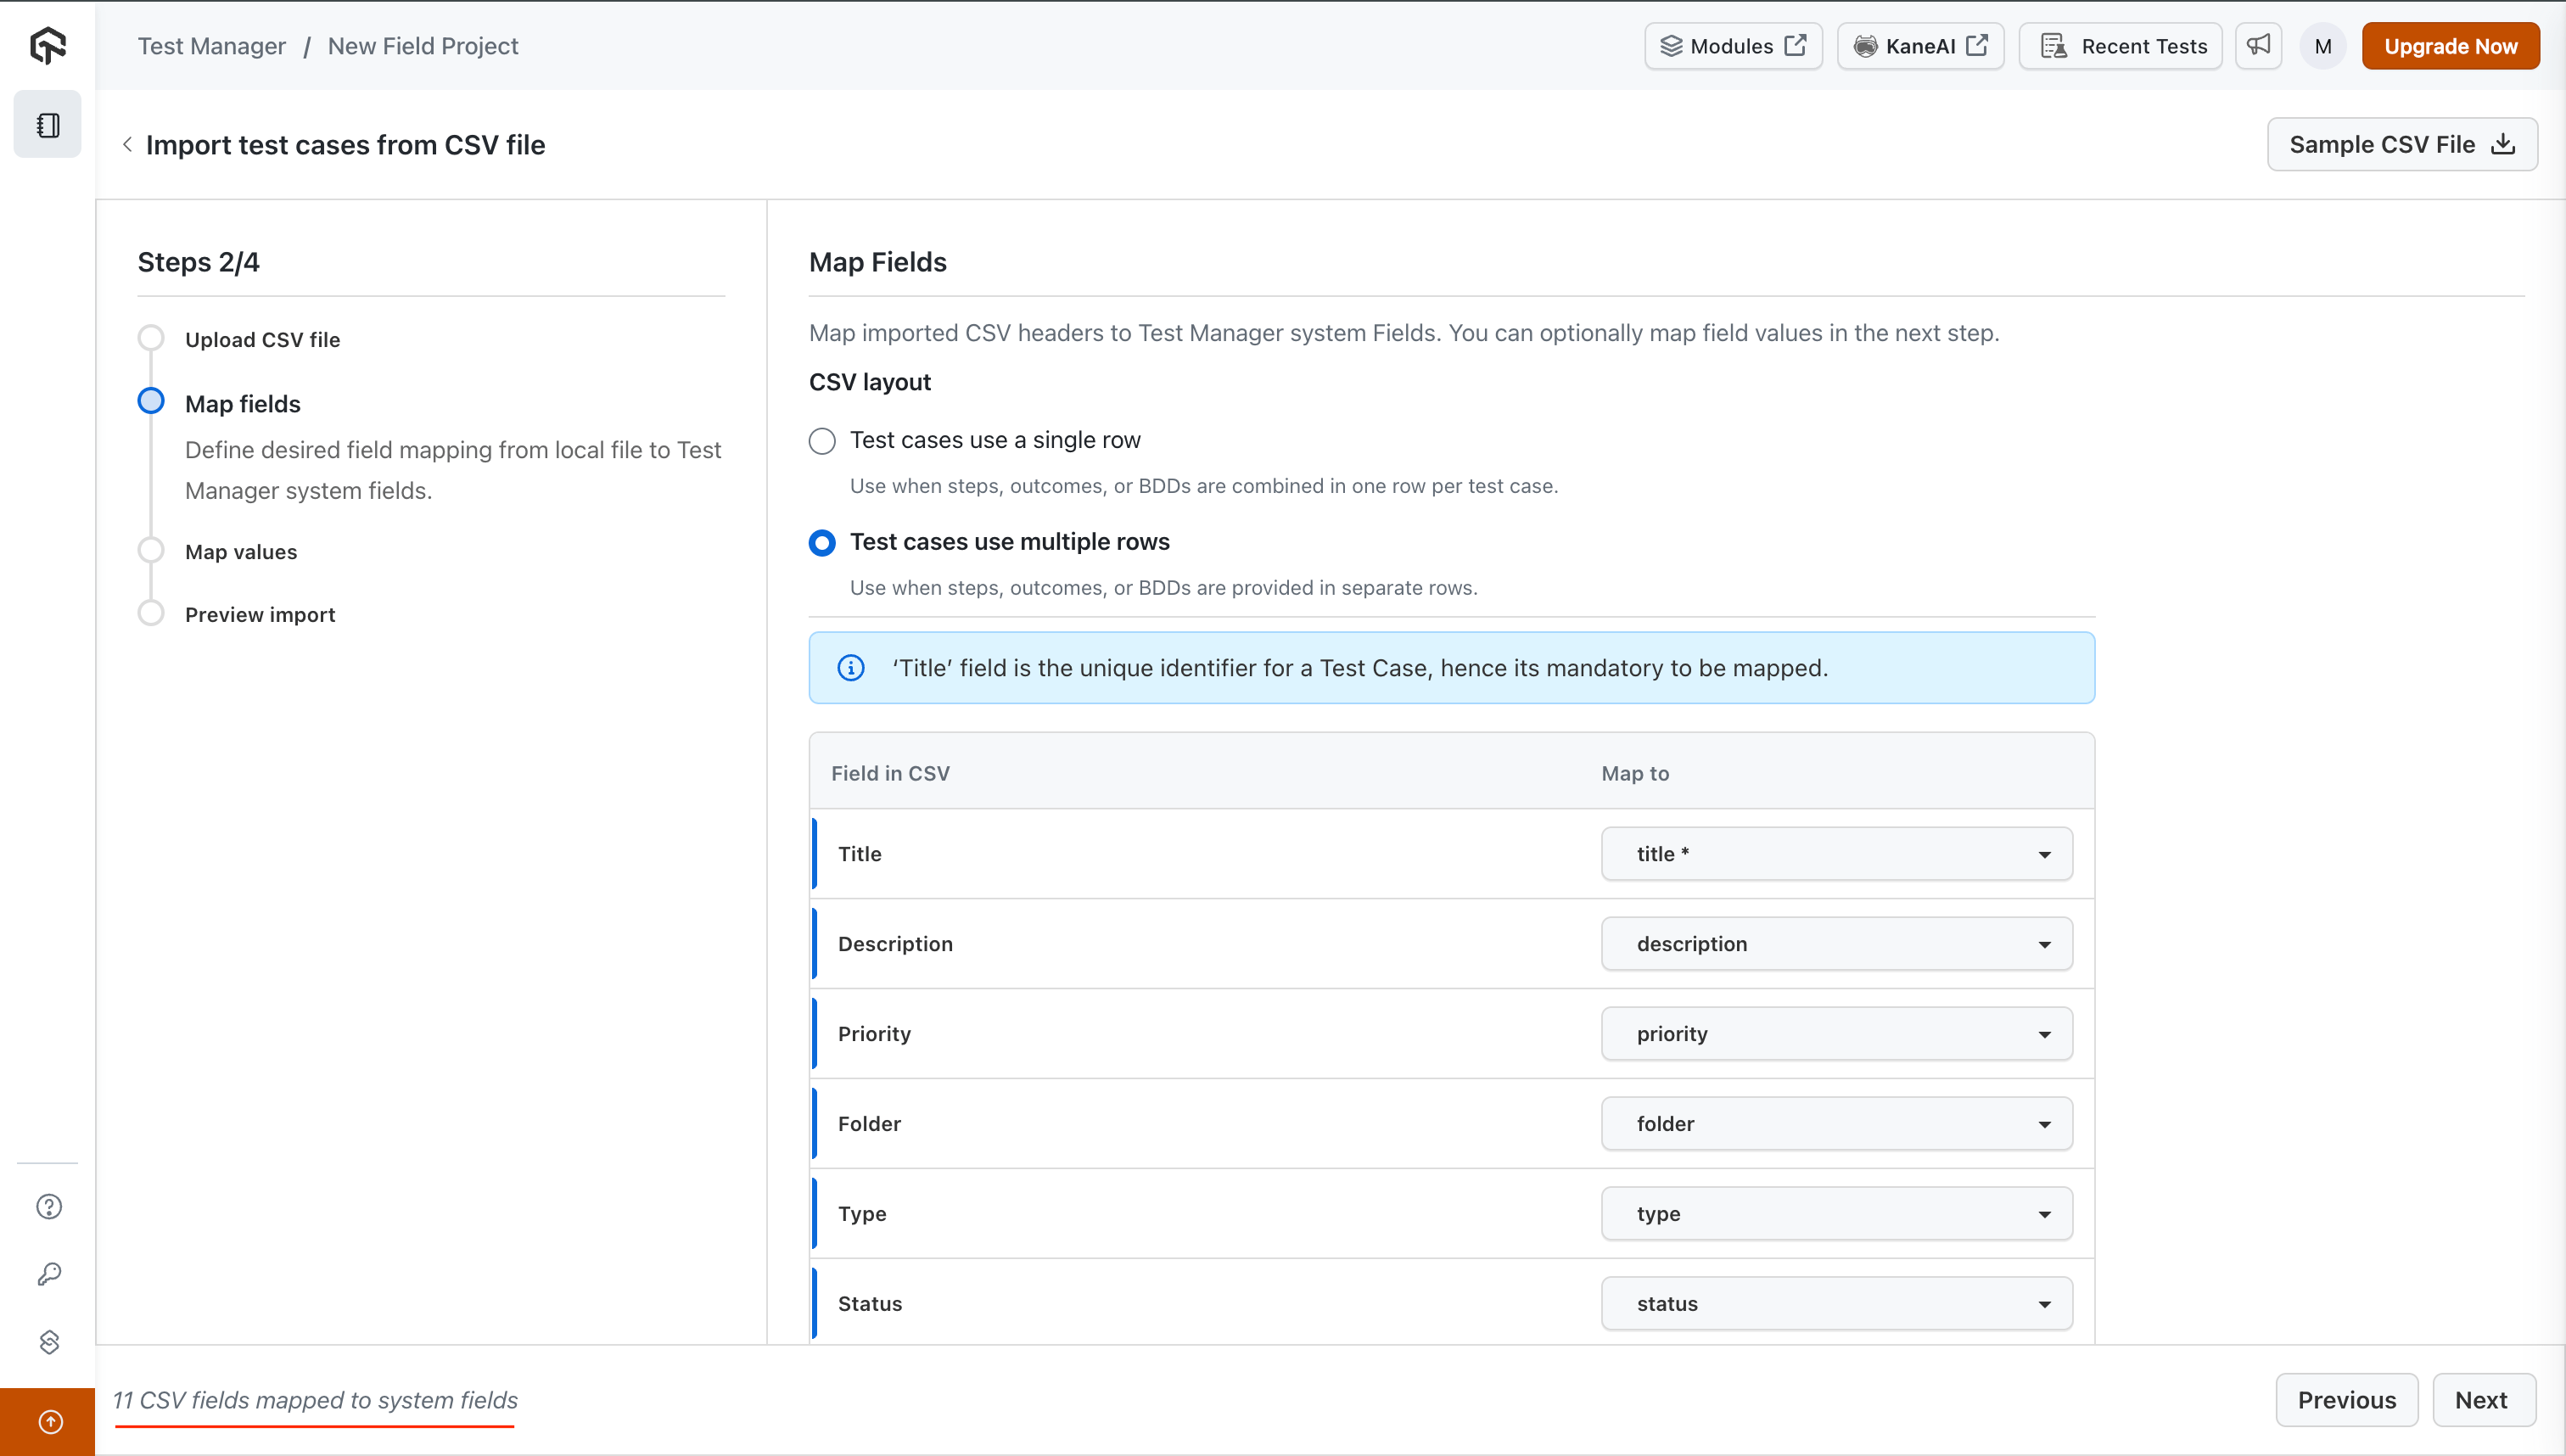 Test Manager / New Field Project
Modules
KaneAI
Recent Tests
M
Upgrade Now
Import test cases from CSV file
Sample CSV File
Steps 2/4
Upload CSV file
Map fields
Define desired field mapping from local file to Test
Manager system fields.
Map values
Preview import
Map Fields
Map imported CSV headers to Test Manager system Fields. You can optionally map field values in the next step.
CSV layout
Test cases use a single row
Use when steps, outcomes, or BDDs are combined in one row per test case.
Test cases use multiple rows
Use when steps, outcomes, or BDDs are provided in separate rows.
‘Title’ field is the unique identifier for a Test Case, hence its mandatory to be mapped.
Field in CSV Map to
Title title *
Description description
Priority priority
Folder folder
Type type
Status status
11 CSV fields mapped to system fields
Previous
Next